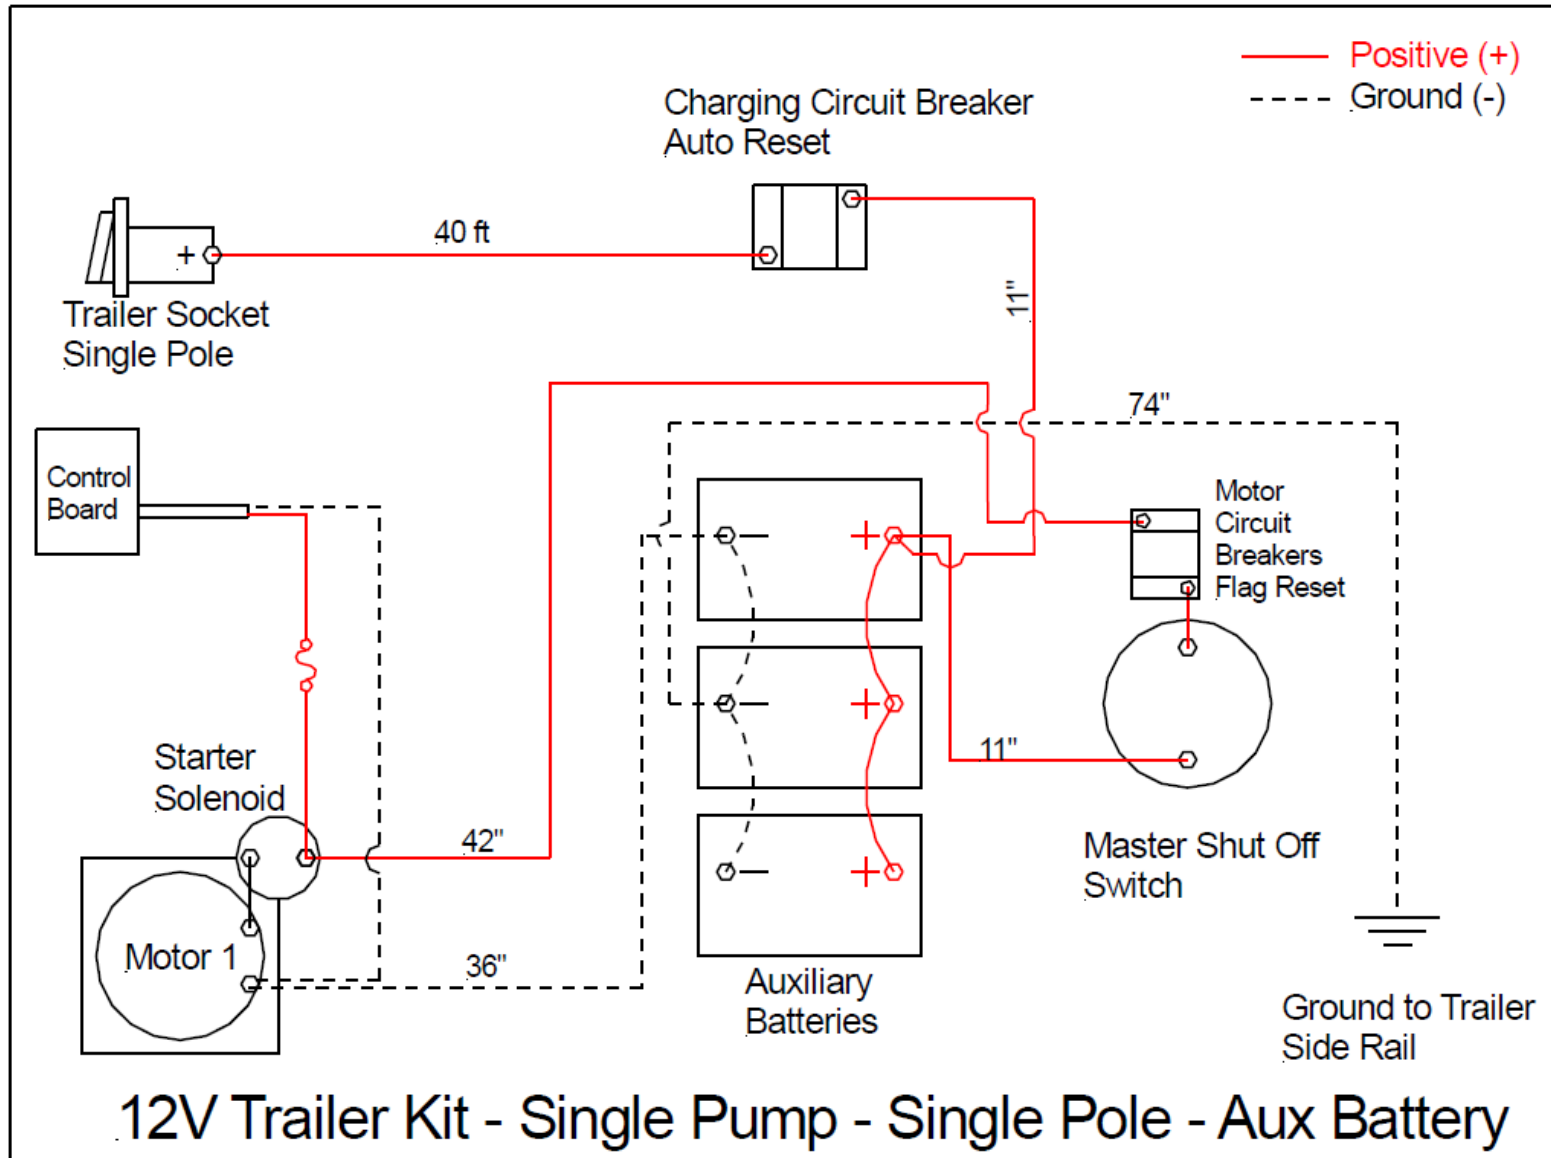 Positive (+)
Ground (-)
Charging Circuit Breaker
Auto Reset
40 ft
+
Trailer Socket
Single Pole
11"
74"
Control
Board
Motor
Circuit
Breakers
Flag Reset
- +
- +
- +
11"
Starter
Solenoid
42"
Master Shut Off
Switch
Motor 1
36"
Auxiliary
Batteries
Ground to Trailer
Side Rail
12V Trailer Kit - Single Pump - Single Pole - Aux Battery